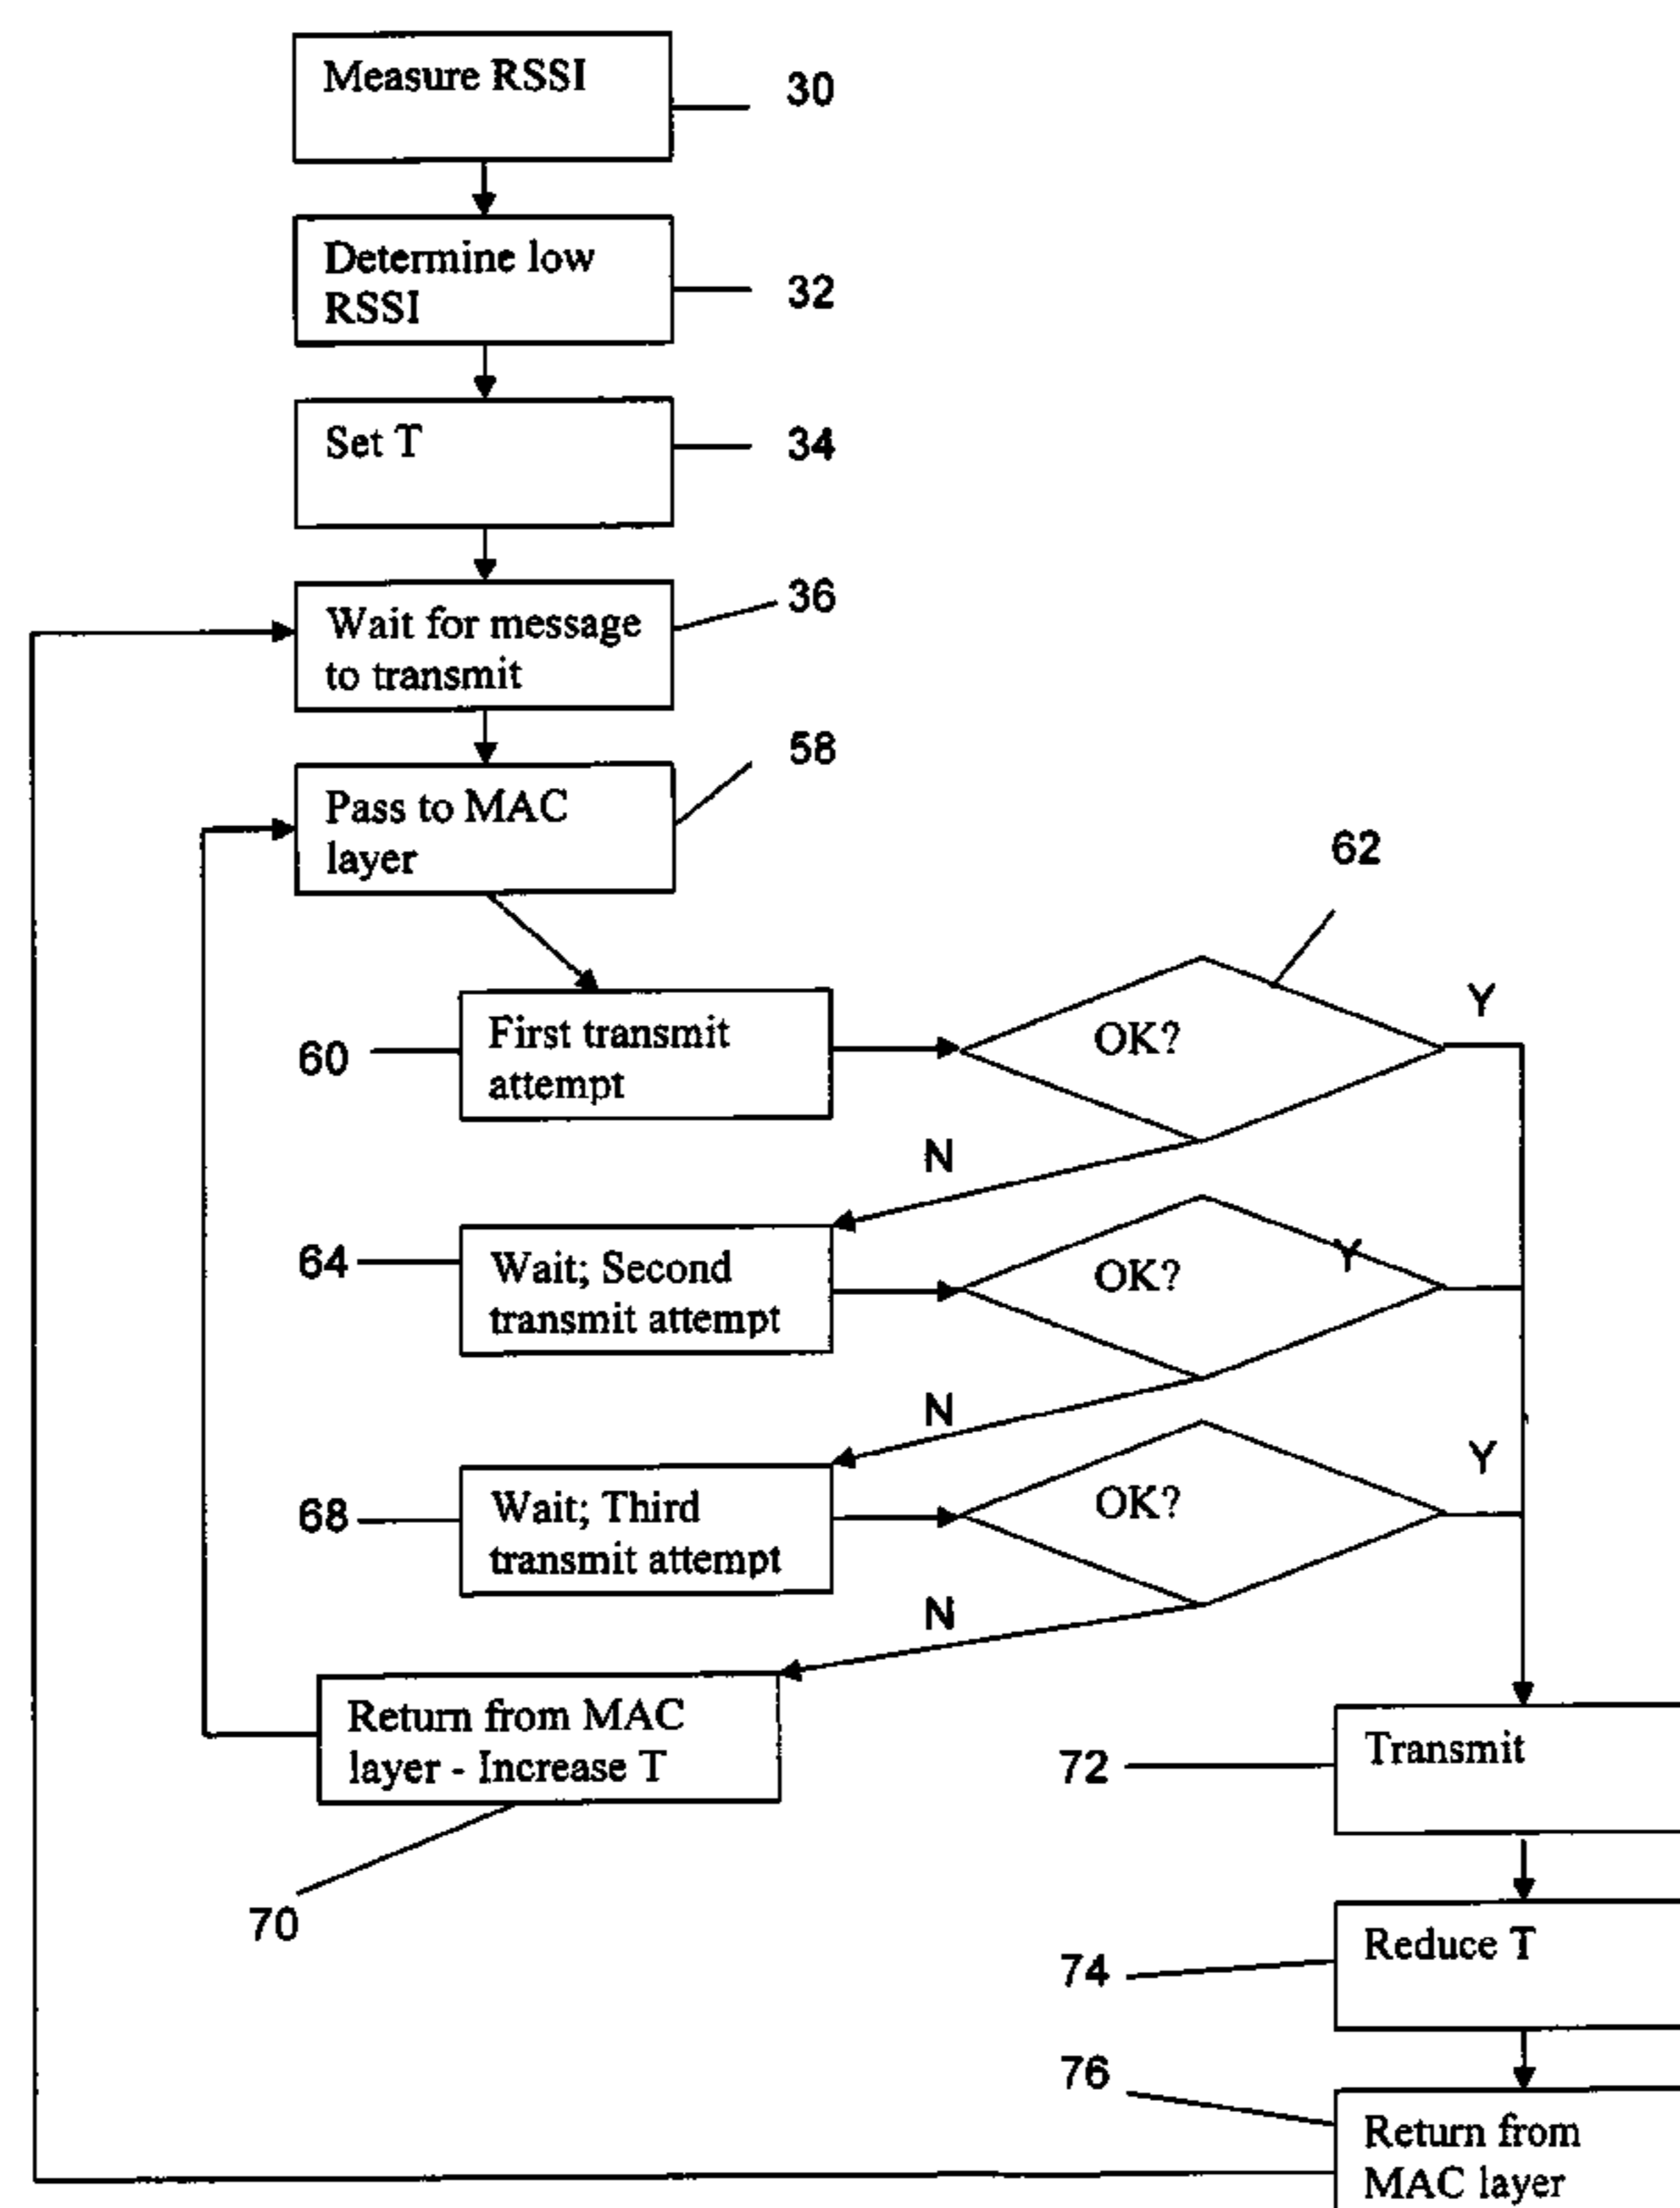 Measure RSSI
30
Determine low
RSSI
32
Set T
34
Wait for message
to transmit
36
Pass to MAC
layer
58
62
First transmit
attempt
60
OK?
Y
N
Wait; Second
transmit attempt
64
OK?
Y
N
Wait; Third
transmit attempt
68
OK?
Y
N
Return from MAC
layer - Increase T
70
Transmit
72
Reduce T
74
Return from
MAC layer
76